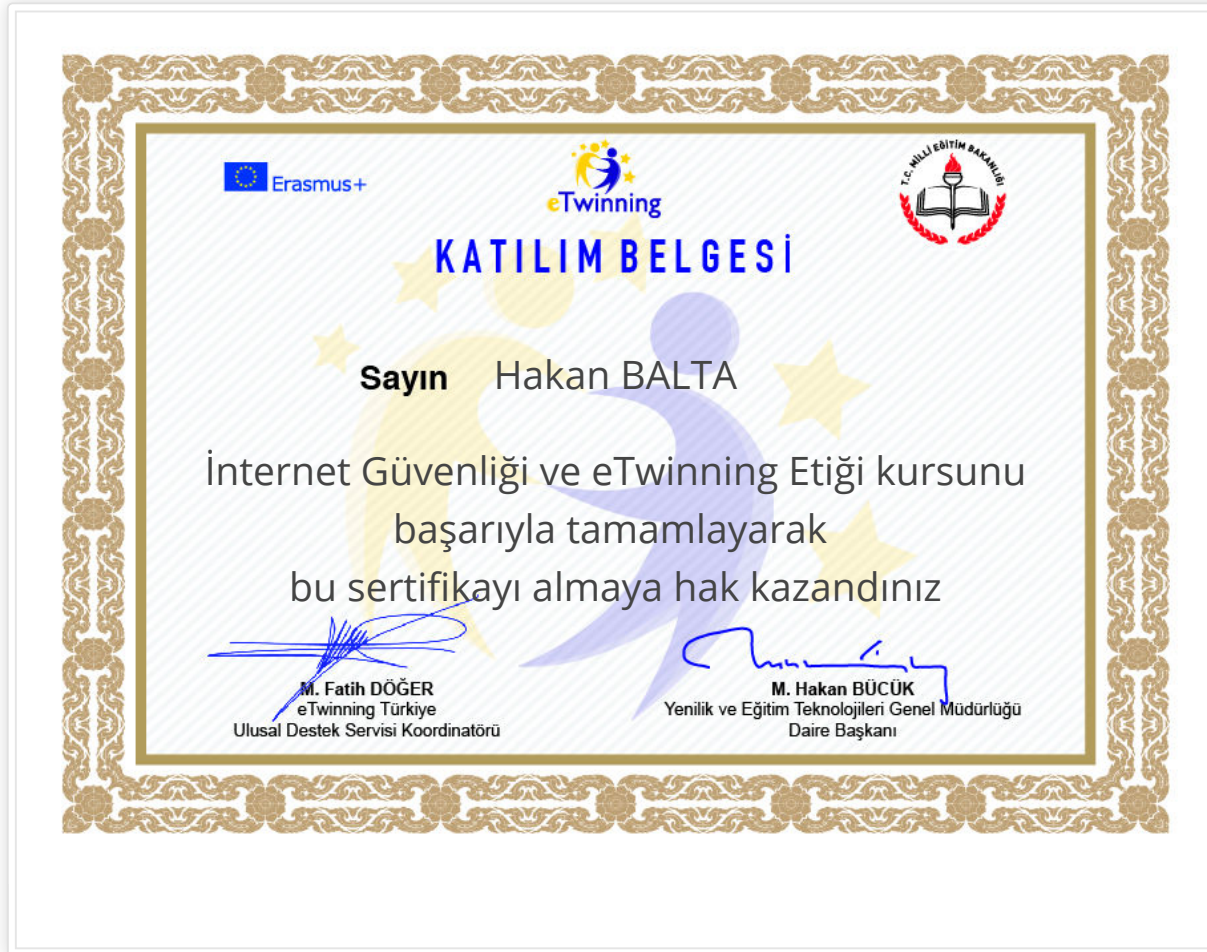 Erasmus+
eTwinning
T.C. MİLLİ EĞİTİM BAKANLIĞI
KATILIM BELGESİ
Sayın Hakan BALTA
İnternet Güvenliği ve eTwinning Etiği kursunu
başarıyla tamamlayarak
bu sertifikayı almaya hak kazandınız
M. Fatih DÖĞER
eTwinning Türkiye
Ulusal Destek Servisi Koordinatörü
M. Hakan BÜCÜK
Yenilik ve Eğitim Teknolojileri Genel Müdürlüğü
Daire Başkanı